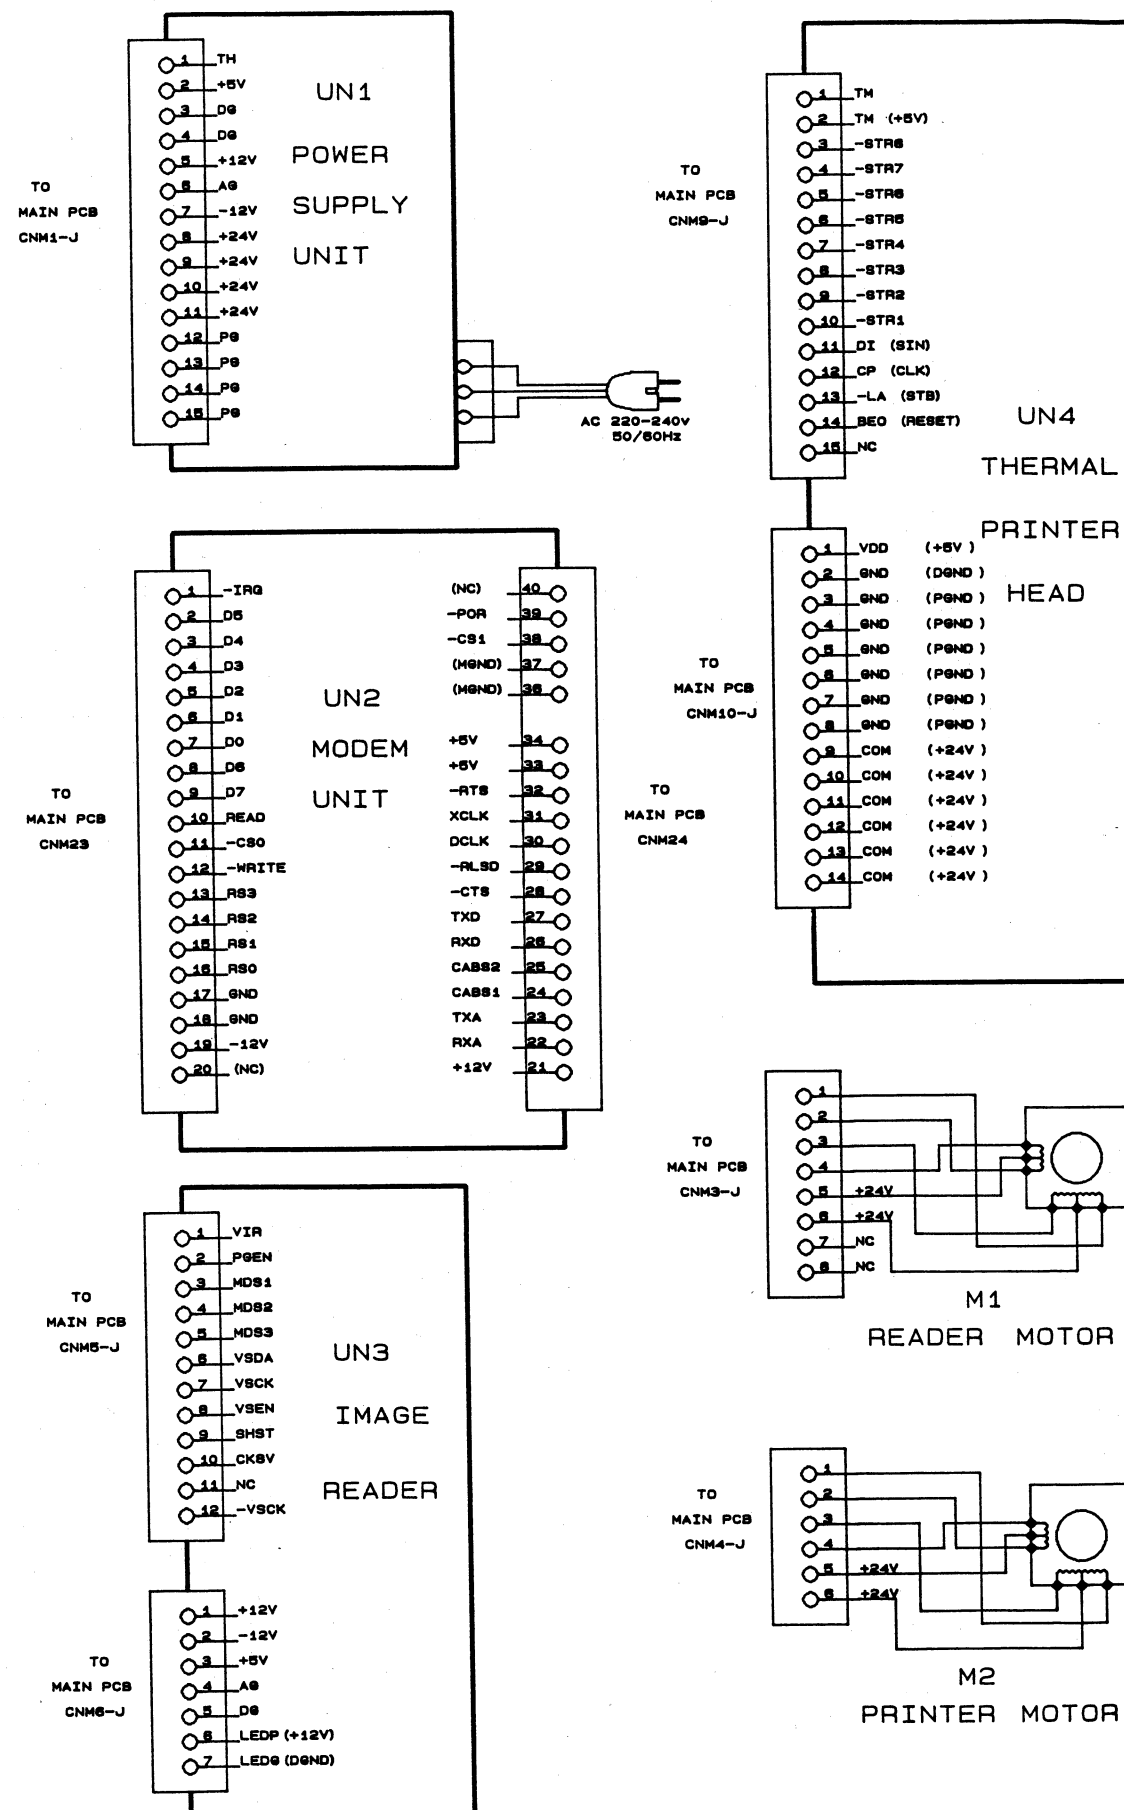 TO
MAIN PCB
CNM1-J
1 TH
2 +5V
3 DG
4 DG
5 +12V
6 AG
7 -12V
8 +24V
9 +24V
10 +24V
11 +24V
12 PG
13 PG
14 PG
15 PG
UN1
POWER
SUPPLY
UNIT
AC 220-240V
50/60Hz
TO
MAIN PCB
CNM23
1 -IRQ
2 D5
3 D4
4 D3
5 D2
6 D1
7 D0
8 D6
9 D7
10 READ
11 -CS0
12 -WRITE
13 RS3
14 RS2
15 RS1
16 RS0
17 GND
18 GND
19 -12V
20 (NC)
UN2
MODEM
UNIT
(NC) 40
-POR 39
-CS1 38
(MGND) 37
(MGND) 36
+5V 34
+5V 33
-RTS 32
XCLK 31
DCLK 30
-RLSD 29
-CTS 28
TXD 27
RXD 26
CABS2 25
CABS1 24
TXA 23
RXA 22
+12V 21
TO
MAIN PCB
CNM24
TO
MAIN PCB
CNM5-J
1 VIR
2 PGEN
3 MDS1
4 MDS2
5 MDS3
6 VSDA
7 VSCK
8 VSEN
9 SHST
10 CKSV
11 NC
12 -VSCK
UN3
IMAGE
READER
TO
MAIN PCB
CNM6-J
1 +12V
2 -12V
3 +5V
4 AG
5 DG
6 LEDP (+12V)
7 LEDG (DGND)
TO
MAIN PCB
CNM9-J
1 TM
2 TM (+5V)
3 -STR8
4 -STR7
5 -STR6
6 -STR5
7 -STR4
8 -STR3
9 -STR2
10 -STR1
11 DI (SIN)
12 CP (CLK)
13 -LA (STB)
14 BEO (RESET)
15 NC
UN4
THERMAL
PRINTER
HEAD
TO
MAIN PCB
CNM10-J
1 VDD (+5V )
2 GND (DGND )
3 GND (PGND )
4 GND (PGND )
5 GND (PGND )
6 GND (PGND )
7 GND (PGND )
8 GND (PGND )
9 COM (+24V )
10 COM (+24V )
11 COM (+24V )
12 COM (+24V )
13 COM (+24V )
14 COM (+24V )
TO
MAIN PCB
CNM3-J
1
2
3
4
5 +24V
6 +24V
7 NC
8 NC
M1
READER MOTOR
TO
MAIN PCB
CNM4-J
1
2
3
4
5 +24V
6 +24V
M2
PRINTER MOTOR